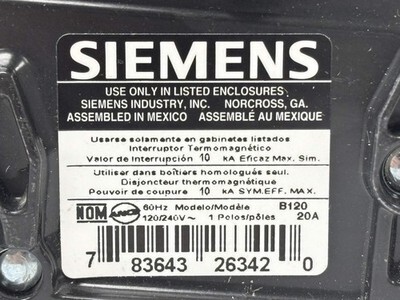 SIEMENS
USE ONLY IN LISTED ENCLOSURES
SIEMENS INDUSTRY, INC. NORCROSS, GA.
ASSEMBLED IN MEXICO ASSEMBLÉ AU MEXIQUE
Usarse solamente en gabinetes listados
Interruptor Termomagnético
Valor de Interrupción 10 kA Eficaz Max. Sim.
Utiliser dans boîtiers homologués seul.
Disjoncteur thermomagnétique
Pouvoir de coupure 10 kA SYM.EFF. MAX.
NOM ANCE 60Hz Modelo/Modèle B120
120/240V~ 1 Polos/pôles 20A
7 83643 26342 0